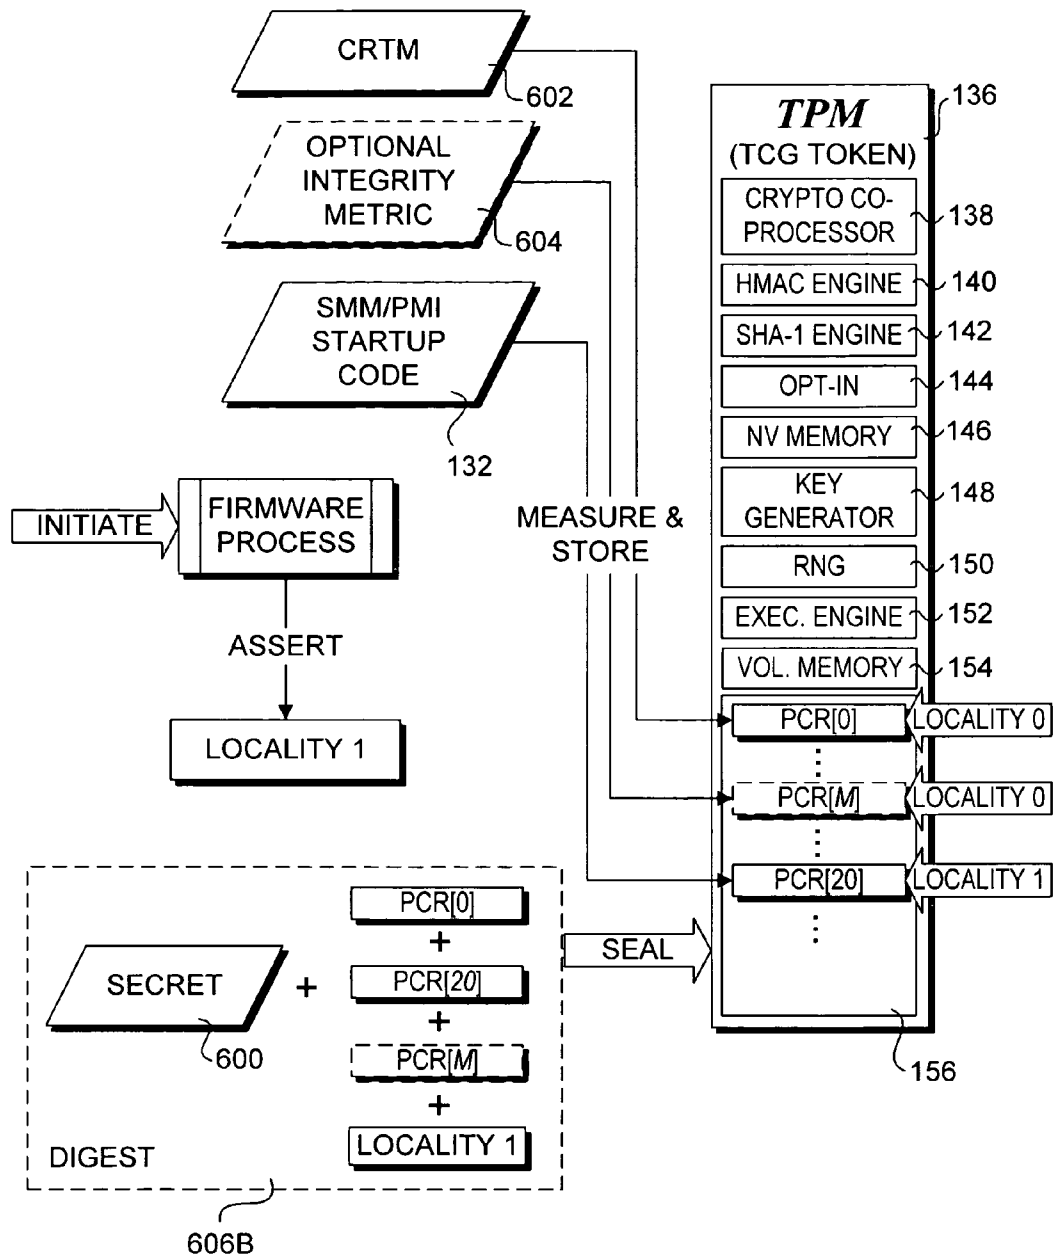 CRTM
602
OPTIONAL
INTEGRITY
METRIC
604
SMM/PMI
STARTUP
CODE
132
INITIATE
FIRMWARE
PROCESS
ASSERT
LOCALITY 1
MEASURE &
STORE
TPM
(TCG TOKEN)
136
CRYPTO CO-
PROCESSOR
138
HMAC ENGINE
140
SHA-1 ENGINE
142
OPT-IN
144
NV MEMORY
146
KEY
GENERATOR
148
RNG
150
EXEC. ENGINE
152
VOL. MEMORY
154
PCR[0]
LOCALITY 0
PCR[M]
LOCALITY 0
PCR[20]
LOCALITY 1
156
SECRET
600
+
PCR[0]
+
PCR[20]
+
PCR[M]
+
LOCALITY 1
DIGEST
606B
SEAL